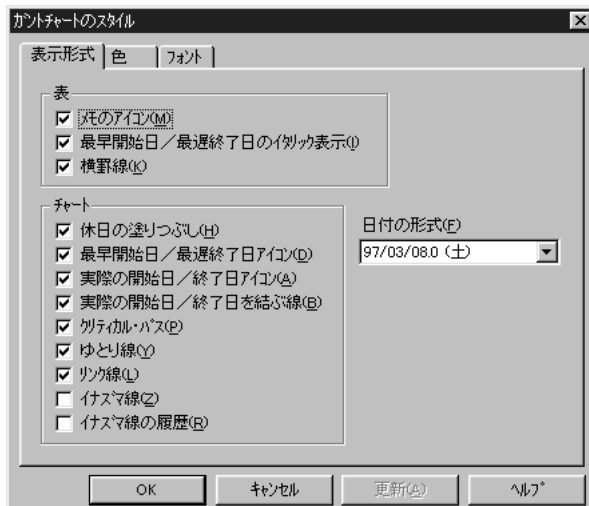 ガントチャートのスタイル
表示形式 色 フォント
表
メモのアイコン(M)
最早開始日／最遅終了日のイタリック表示(I)
横罫線(K)
チャート
休日の塗りつぶし(H)
最早開始日／最遅終了日アイコン(D)
実際の開始日／終了日アイコン(A)
実際の開始日／終了日を結ぶ線(B)
クリティカル・パス(P)
ゆとり線(Y)
リンク線(L)
イナズマ線(Z)
イナズマ線の履歴(R)
日付の形式(F)
97/03/08.0 (土)
OK キャンセル 更新(A) ヘルプ